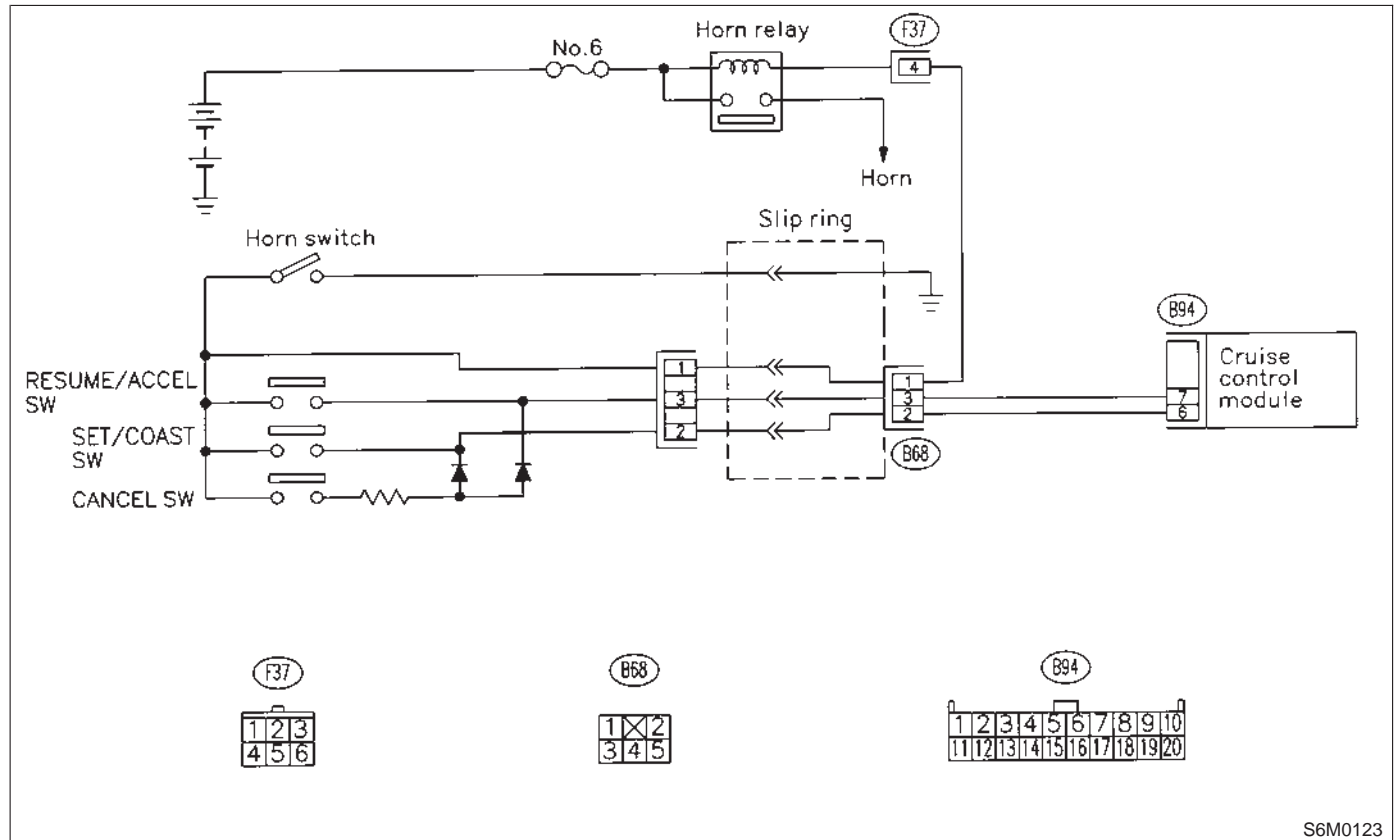 Horn relay
F37
No.6
4
Horn
Slip ring
Horn switch
B94
RESUME/ACCEL
SW
1
1
Cruise
control
module
3
3
7
2
6
SET/COAST
SW
2
B68
CANCEL SW
F37
B68
B94
1 2 3
4 5 6
1 2
3 4 5
1 2 3 4 5 6 7 8 9 10
11 12 13 14 15 16 17 18 19 20
S6M0123